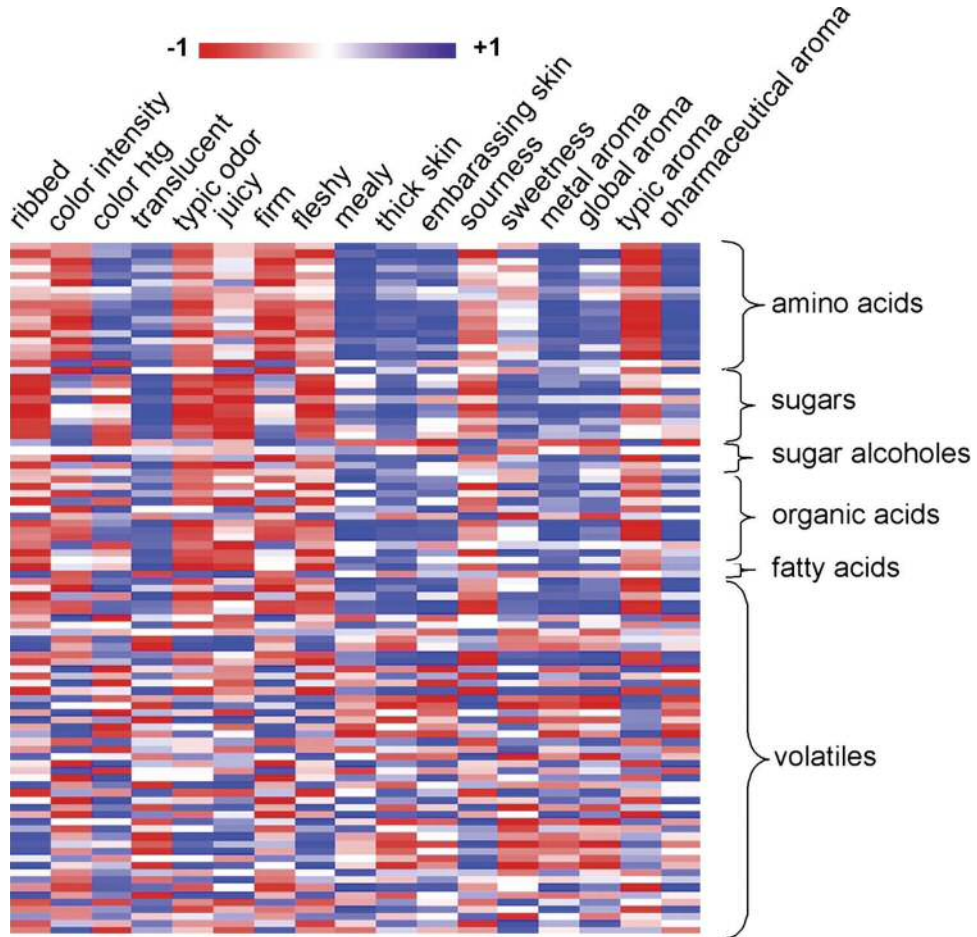 -1 +1
ribbed
color intensity
color htg
translucent
typic odor
juicy
firm
fleshy
mealy
thick skin
embarassing skin
sourness
sweetness
metal aroma
global aroma
typic aroma
pharmaceutical aroma
amino acids
sugars
sugar alcoholes
organic acids
fatty acids
volatiles